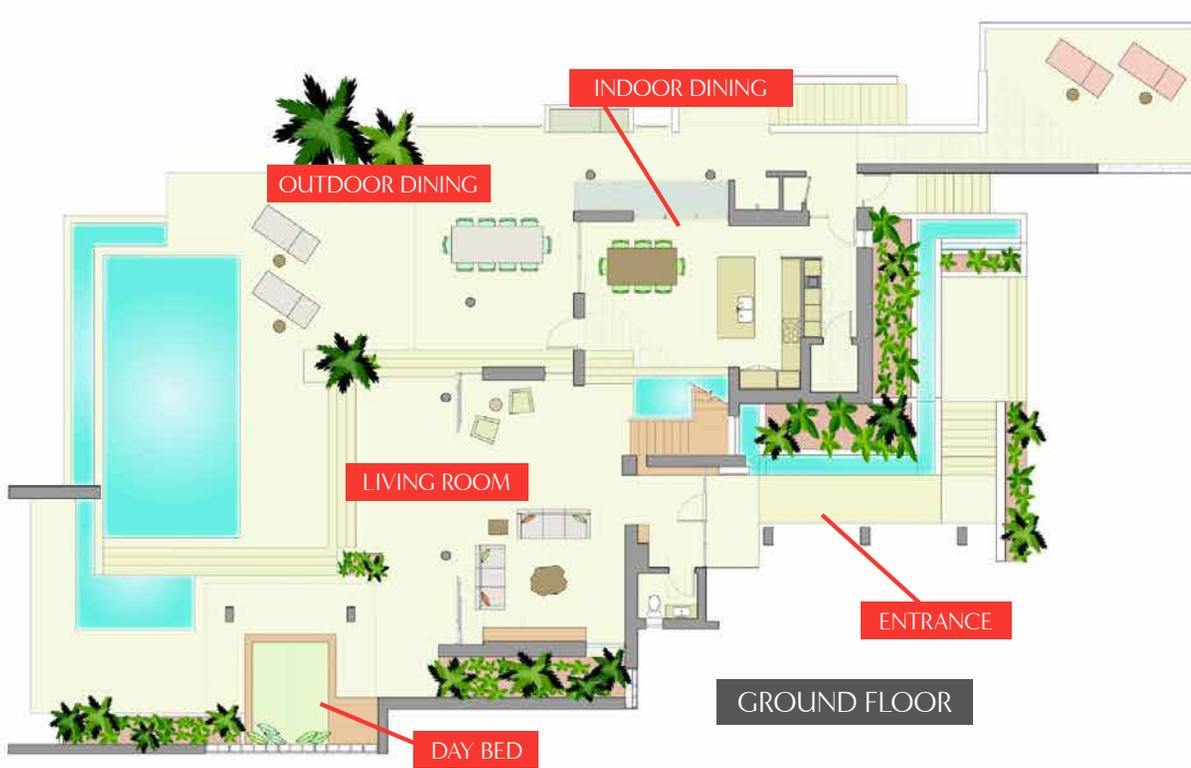 INDOOR DINING
OUTDOOR DINING
LIVING ROOM
ENTRANCE
GROUND FLOOR
DAY BED